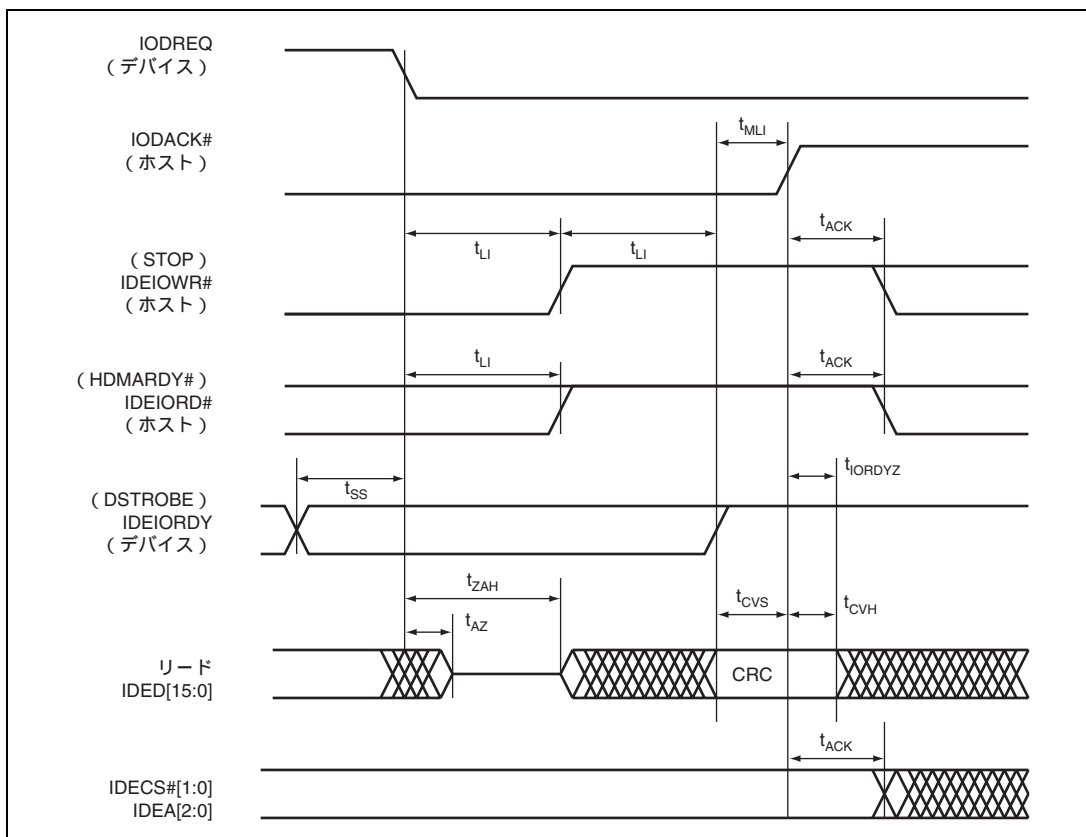 IODREQ
（デバイス）
tMLI
IODACK#
（ホスト）
tACK
tLI
tLI
（STOP）
IDEIOWR#
（ホスト）
tLI
tACK
（HDMARDY#）
IDEIORD#
（ホスト）
tIORDYZ
tSS
（DSTROBE）
IDEIORDY
（デバイス）
tZAH
tCVS
tCVH
tAZ
リード
IDED[15:0]
CRC
tACK
IDECS#[1:0]
IDEA[2:0]